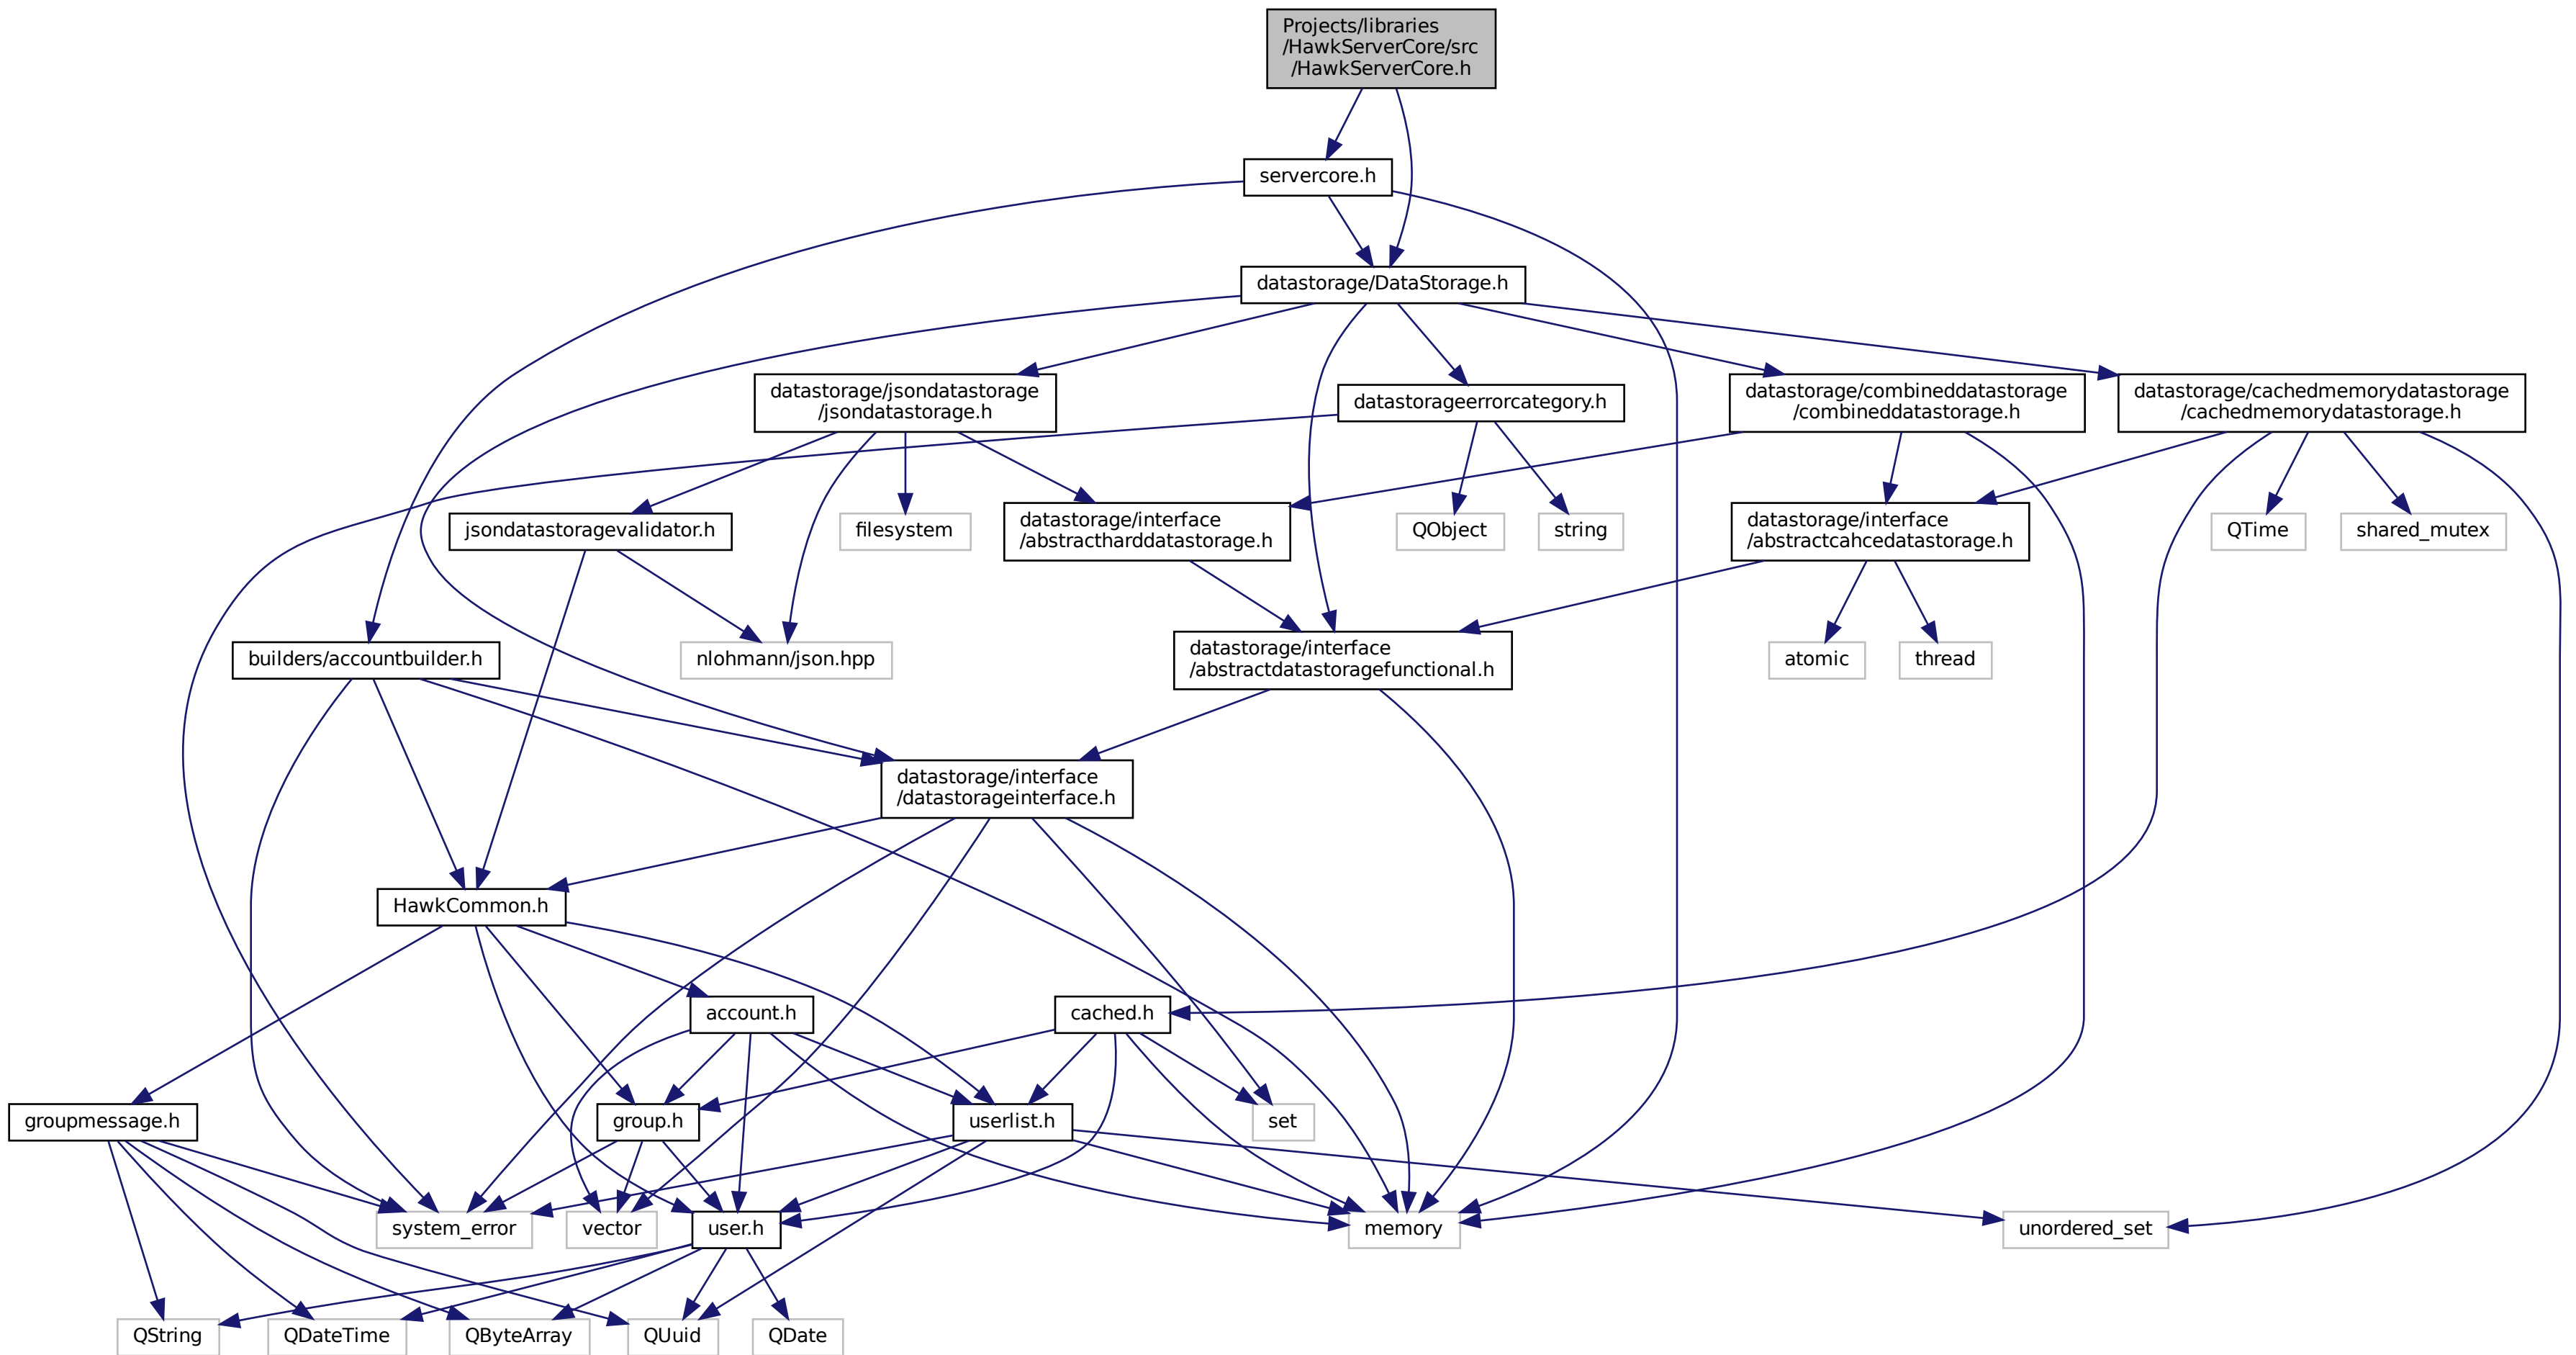 Projects/libraries
/HawkServerCore/src
/HawkServerCore.h
servercore.h
datastorage/DataStorage.h
datastorage/jsondatastorage
/jsondatastorage.h
datastorageerrorcategory.h
datastorage/combineddatastorage
/combineddatastorage.h
datastorage/cachedmemorydatastorage
/cachedmemorydatastorage.h
jsondatastoragevalidator.h
filesystem
datastorage/interface
/abstractharddatastorage.h
QObject
string
datastorage/interface
/abstractcahcedatastorage.h
QTime
shared_mutex
builders/accountbuilder.h
nlohmann/json.hpp
datastorage/interface
/abstractdatastoragefunctional.h
atomic
thread
datastorage/interface
/datastorageinterface.h
HawkCommon.h
account.h
cached.h
groupmessage.h
group.h
userlist.h
set
system_error
vector
user.h
memory
unordered_set
QString
QDateTime
QByteArray
QUuid
QDate